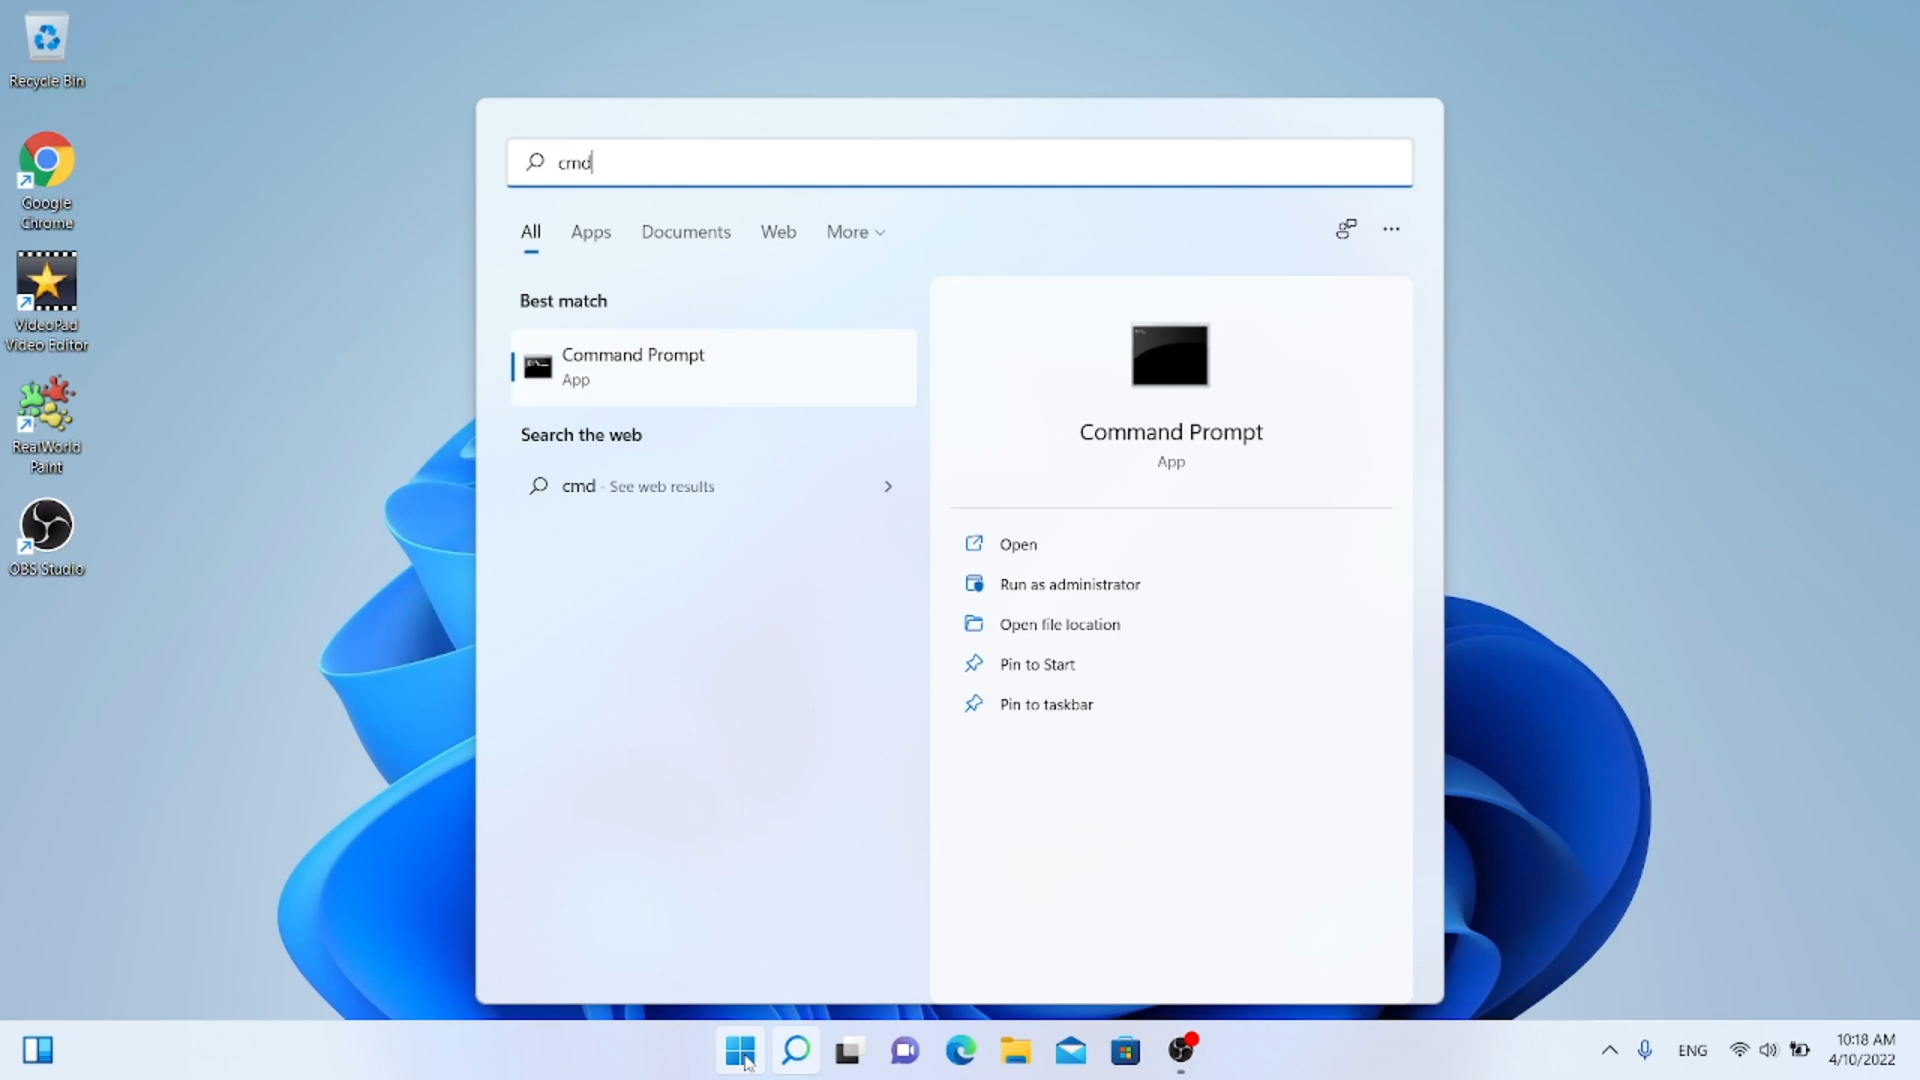 Recycle Bin
Google
Chrome
VideoPad
Video Editor
RealWorld
Paint
OBS Studio
cmd
All Apps Documents Web More
Best match
Command Prompt
App
Search the web
cmd - See web results
Command Prompt
App
Open
Run as administrator
Open file location
Pin to Start
Pin to taskbar
ENG
10:18 AM
4/10/2022